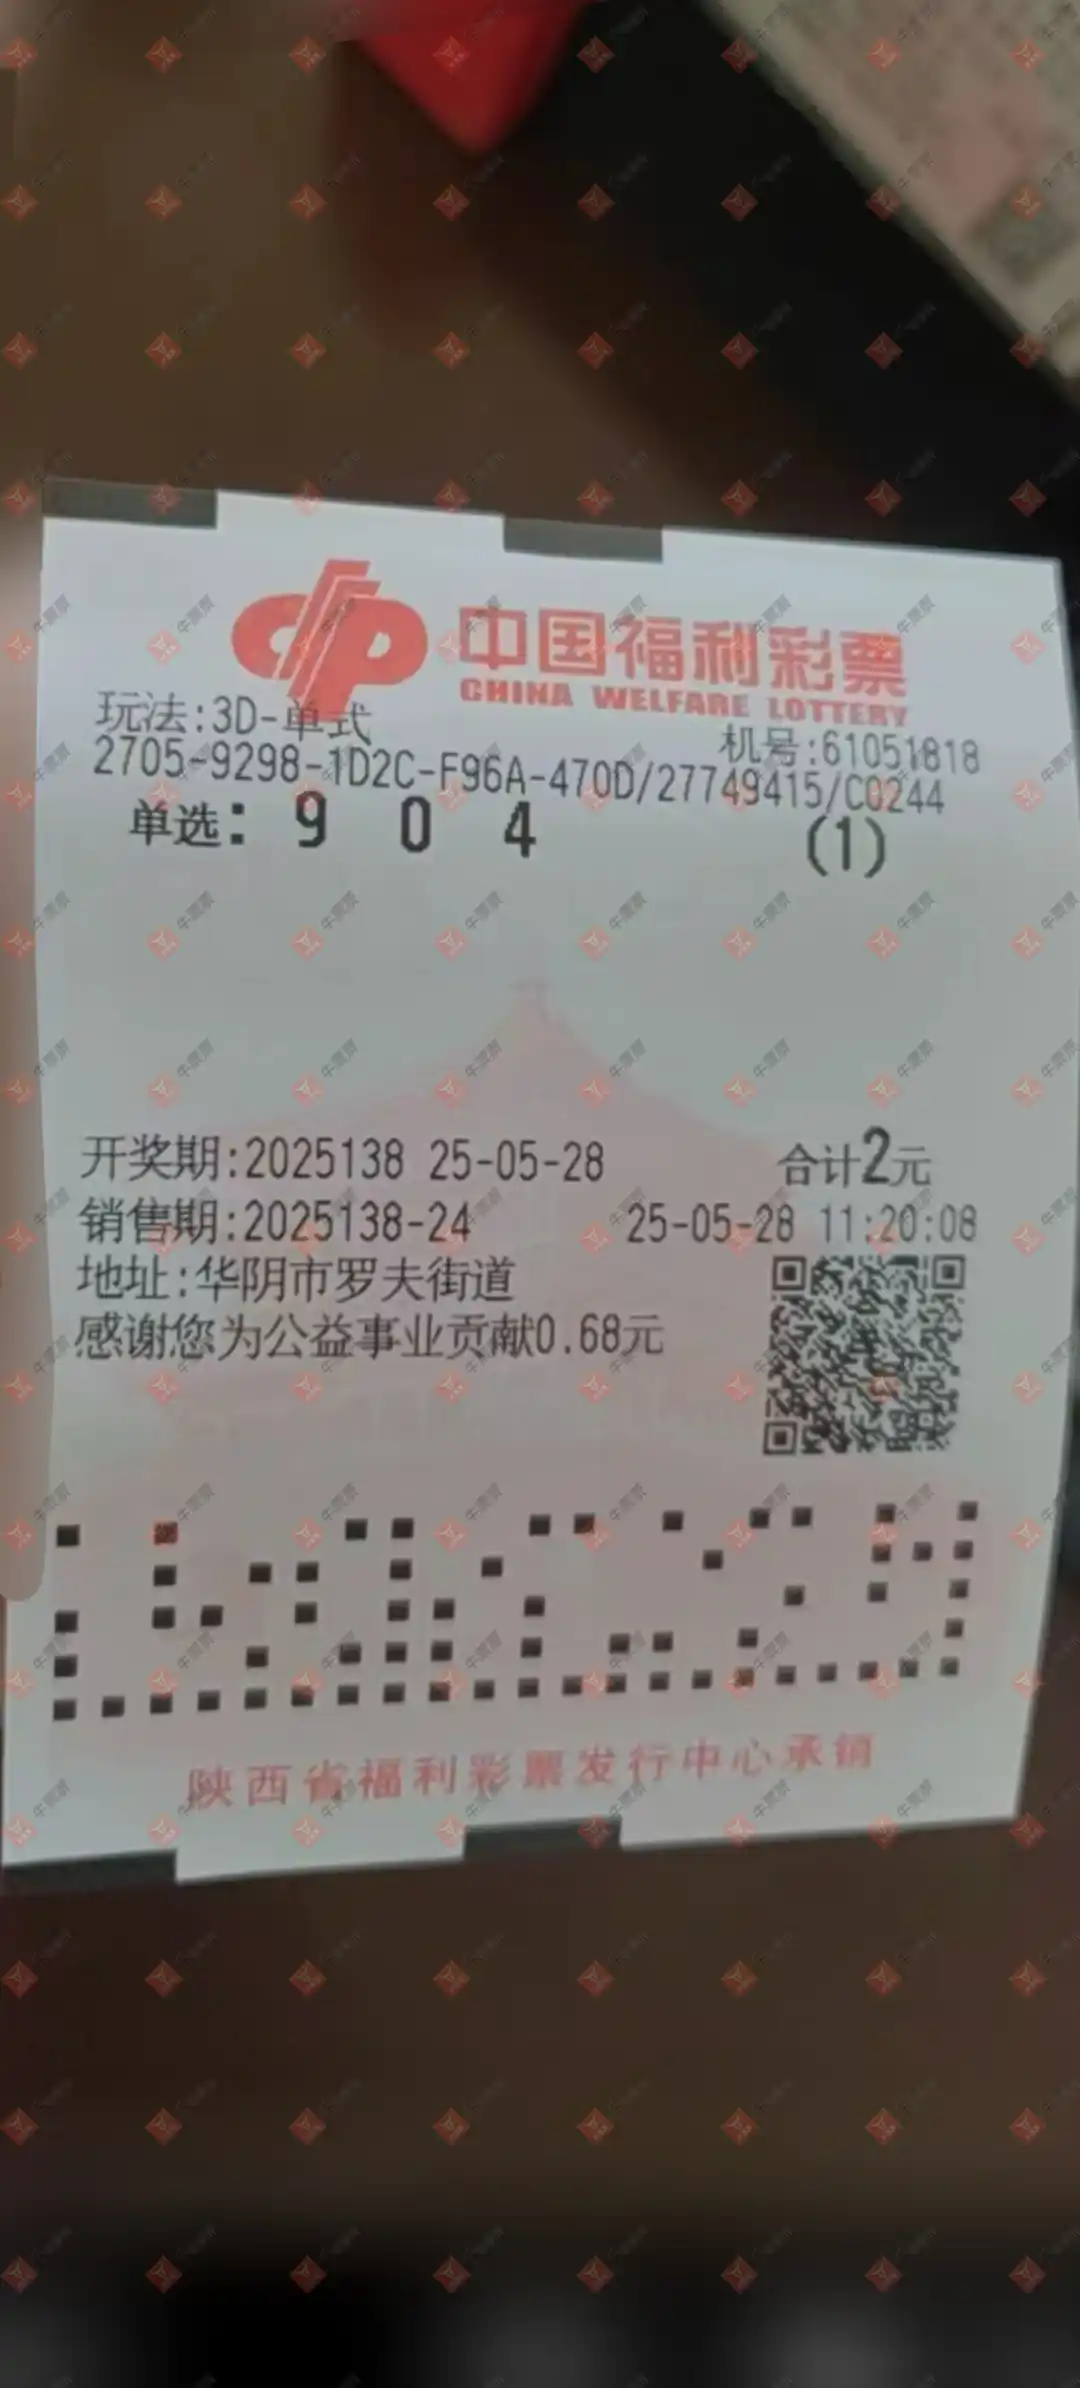 中国福利彩票
CHINA WELFARE LOTTERY
玩法:3D-单式
机号:61051818
2705-9298-1D2C-F96A-470D/27749415/C0244
单选: 9 0 4 (1)
开奖期:2025138 25-05-28 合计2元
销售期:2025138-24 25-05-28 11:20:08
地址:华阴市罗夫街道
感谢您为公益事业贡献0.68元
陕西省福利彩票发行中心承销